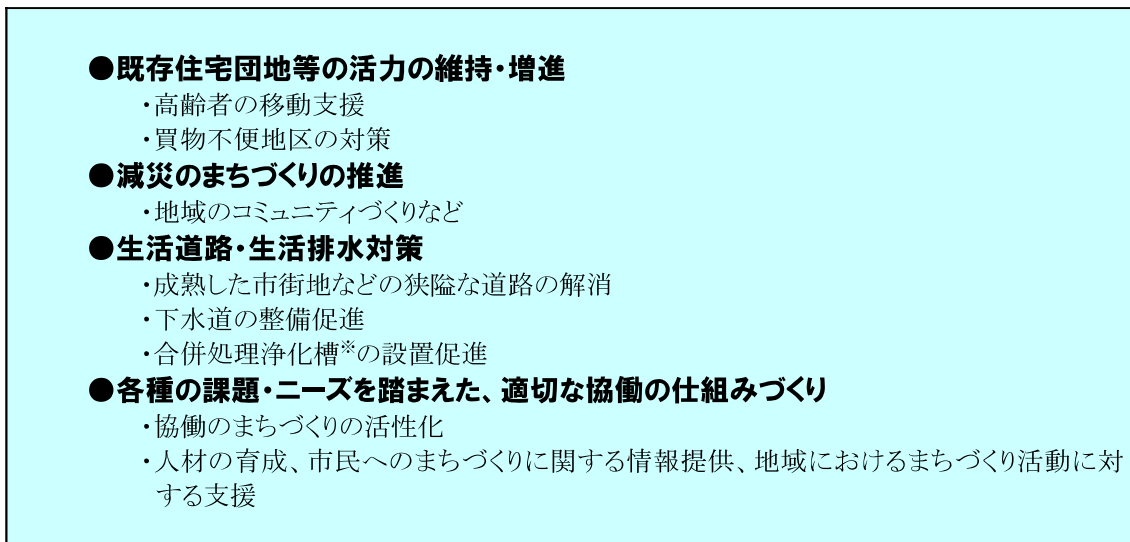 ●既存住宅団地等の活力の維持・増進
・高齢者の移動支援
・買物不便地区の対策
●減災のまちづくりの推進
・地域のコミュニティづくりなど
●生活道路・生活排水対策
・成熟した市街地などの狭隘な道路の解消
・下水道の整備促進
・合併処理浄化槽※の設置促進
●各種の課題・ニーズを踏まえた、適切な協働の仕組みづくり
・協働のまちづくりの活性化
・人材の育成、市民へのまちづくりに関する情報提供、地域におけるまちづくり活動に対
する支援